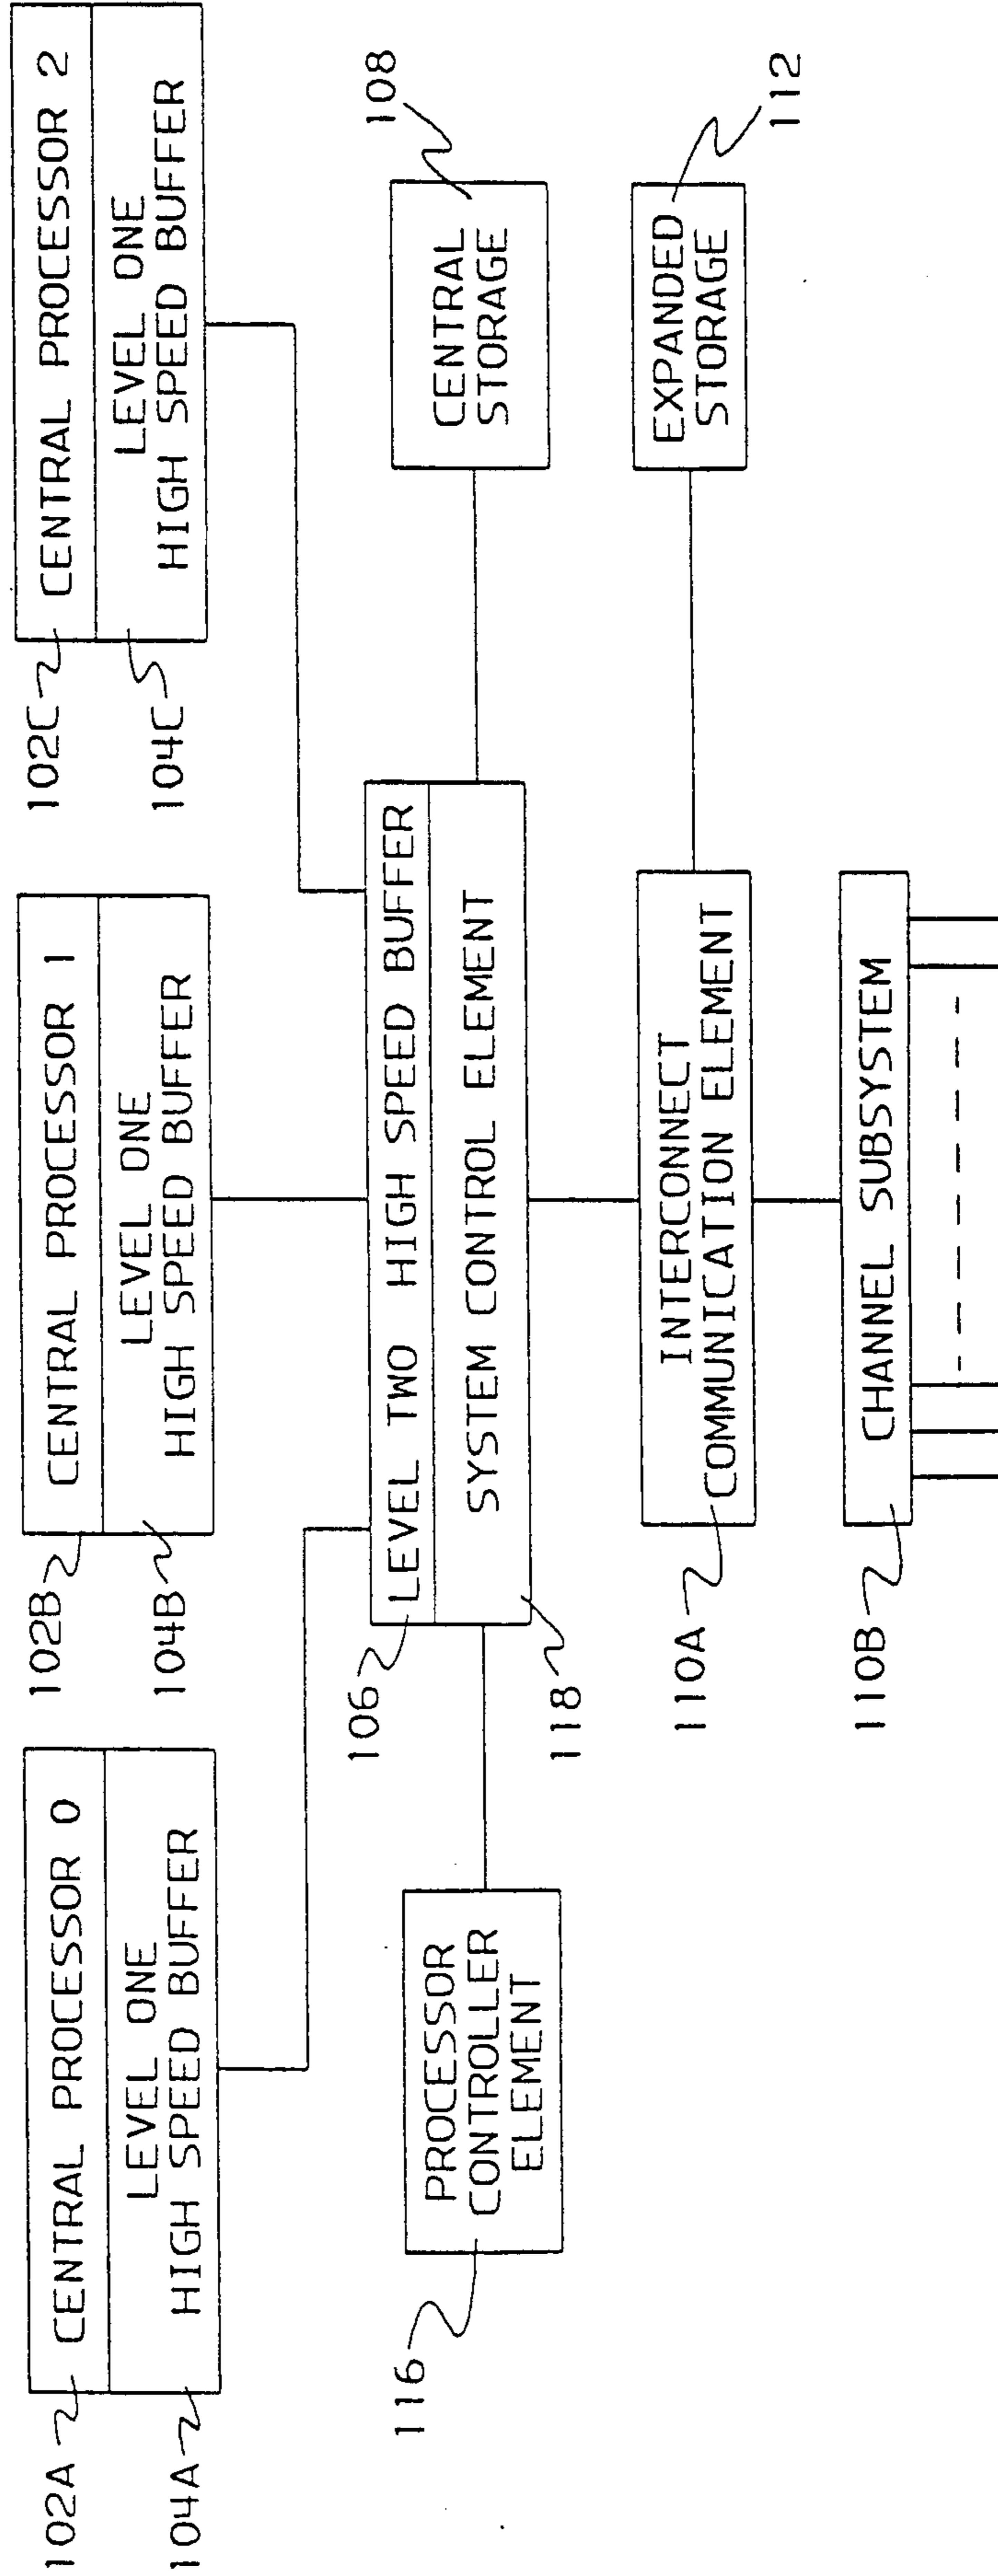 102A
CENTRAL PROCESSOR 0
104A
LEVEL ONE
HIGH SPEED BUFFER
102B
CENTRAL PROCESSOR 1
104B
LEVEL ONE
HIGH SPEED BUFFER
102C
CENTRAL PROCESSOR 2
104C
LEVEL ONE
HIGH SPEED BUFFER
116
PROCESSOR
CONTROLLER
ELEMENT
106
LEVEL TWO HIGH SPEED BUFFER
118
SYSTEM CONTROL ELEMENT
108
CENTRAL
STORAGE
110A
INTERCONNECT
COMMUNICATION ELEMENT
112
EXPANDED
STORAGE
110B
CHANNEL SUBSYSTEM